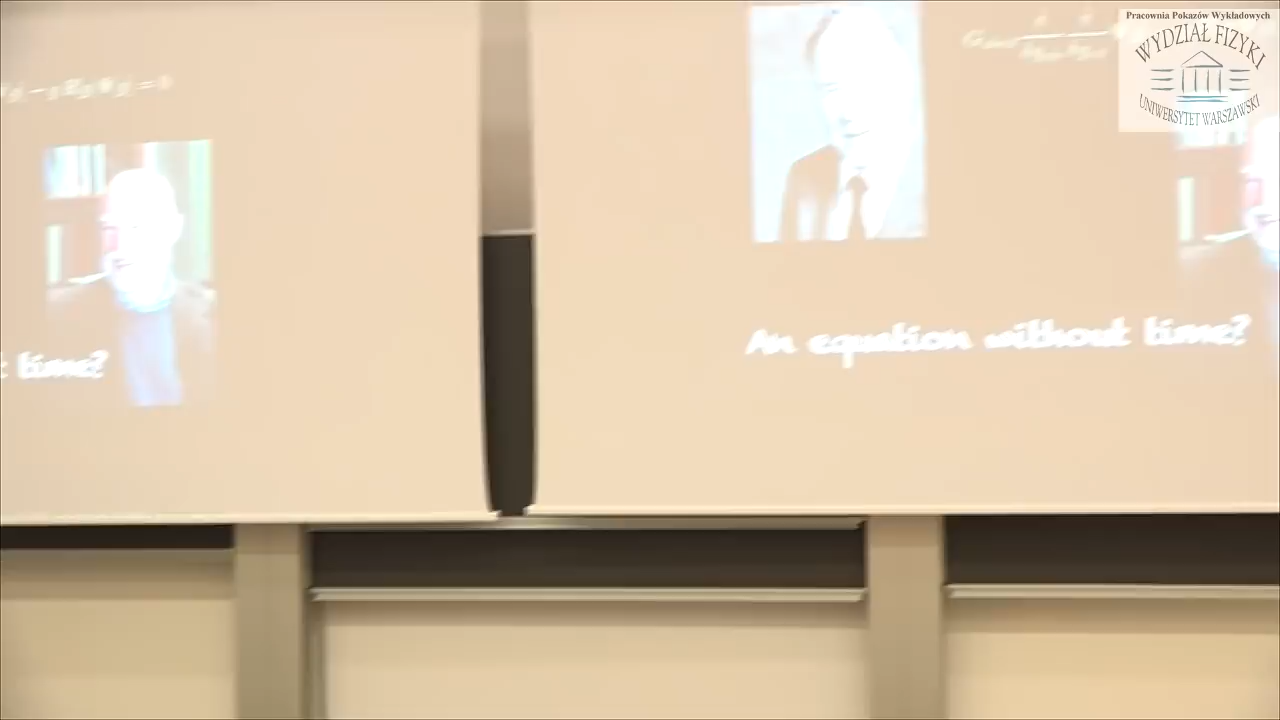 Pracownia Pokazów Wykładowych
WYDZIAŁ FIZYKI
UNIWERSYTET WARSZAWSKI
time?
An equation without time?